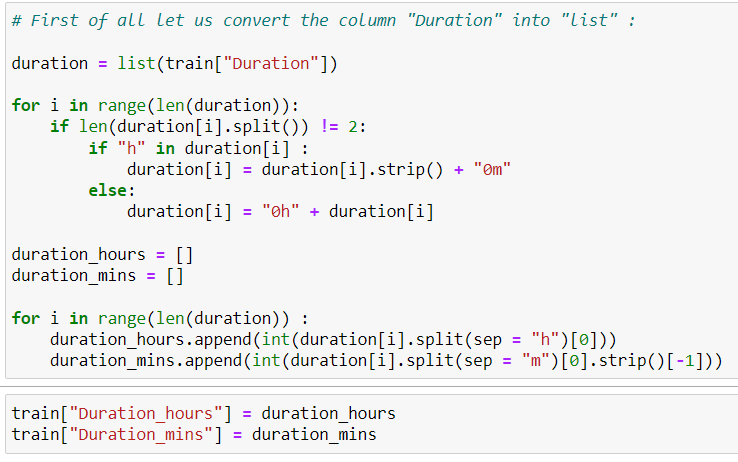 # First of all let us convert the column "Duration" into "list" :
duration = list(train["Duration"])
for i in range(len(duration)):
    if len(duration[i].split()) != 2:
        if "h" in duration[i] :
            duration[i] = duration[i].strip() + "0m"
        else:
            duration[i] = "0h" + duration[i]
duration_hours = []
duration_mins = []
for i in range(len(duration)) :
    duration_hours.append(int(duration[i].split(sep = "h")[0]))
    duration_mins.append(int(duration[i].split(sep = "m")[0].strip()[-1]))
train["Duration_hours"] = duration_hours
train["Duration_mins"] = duration_mins